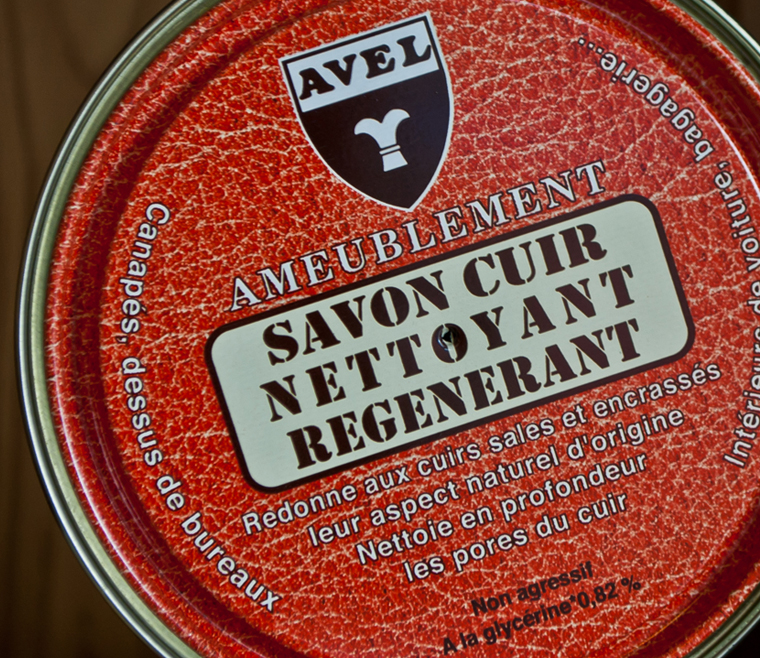 AVEL
AMEUBLEMENT
SAVON CUIR
NETTOYANT
REGENERANT
Redonne aux cuirs sales et encrassés
leur aspect naturel d'origine
Nettoie en profondeur
les pores du cuir
Non agressif
A la glycérine*0,82 %
Canapés, dessus de bureaux
Intérieurs de voiture, bagagerie...